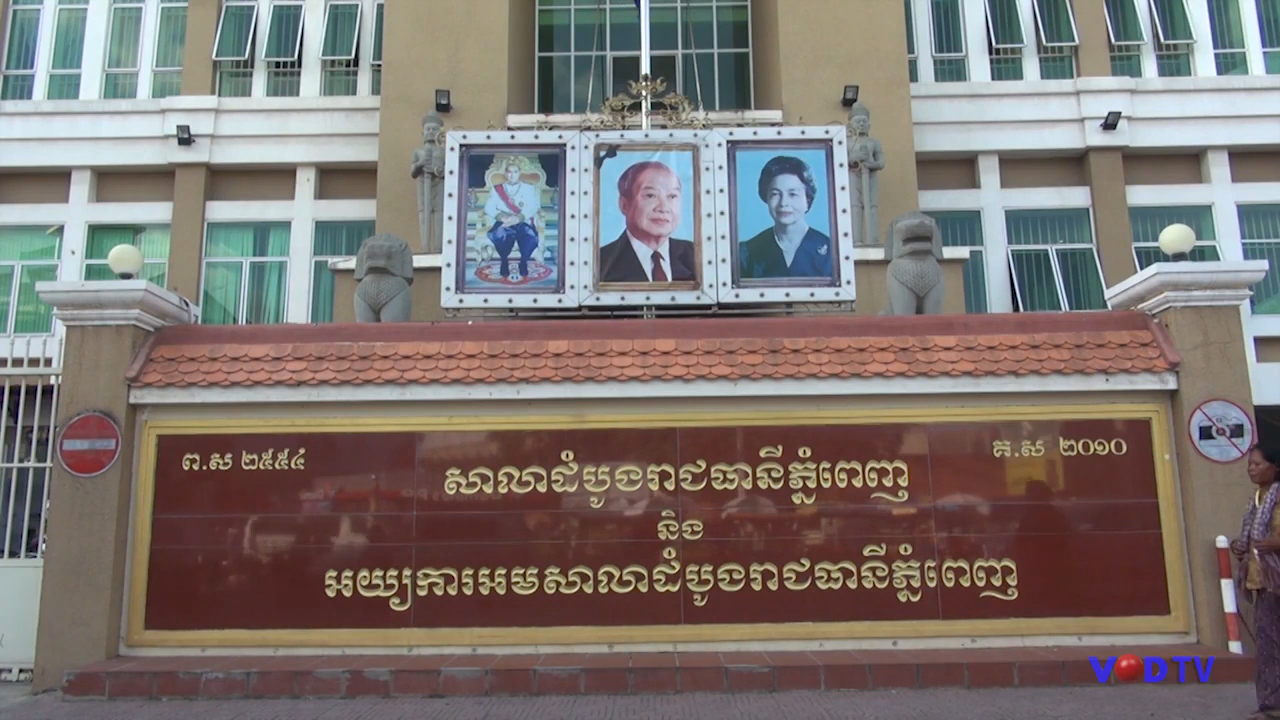 ព.ស ២៥៥៤
គ.ស ២០១០
សាលាដំបូងរាជធានីភ្នំពេញ
និង
អយ្យការអមសាលាដំបូងរាជធានីភ្នំពេញ
VODTV